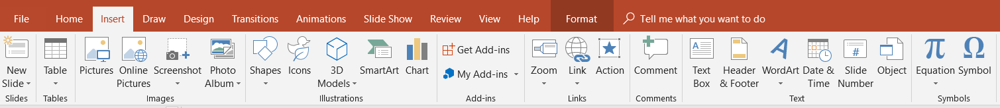 File Home Insert Draw Design Transitions Animations Slide Show Review View Help Format Tell me what you want to do
New Slide
Slides
Table
Tables
Pictures
Online Pictures
Screenshot
Photo Album
Images
Shapes
Icons
3D Models
SmartArt
Chart
Illustrations
Get Add-ins
My Add-ins
Add-ins
Zoom
Link
Action
Links
Comment
Comments
A
Text Box
Header & Footer
A
WordArt
Date & Time
#
Slide Number
Object
Text
π
Equation
Ω
Symbol
Symbols